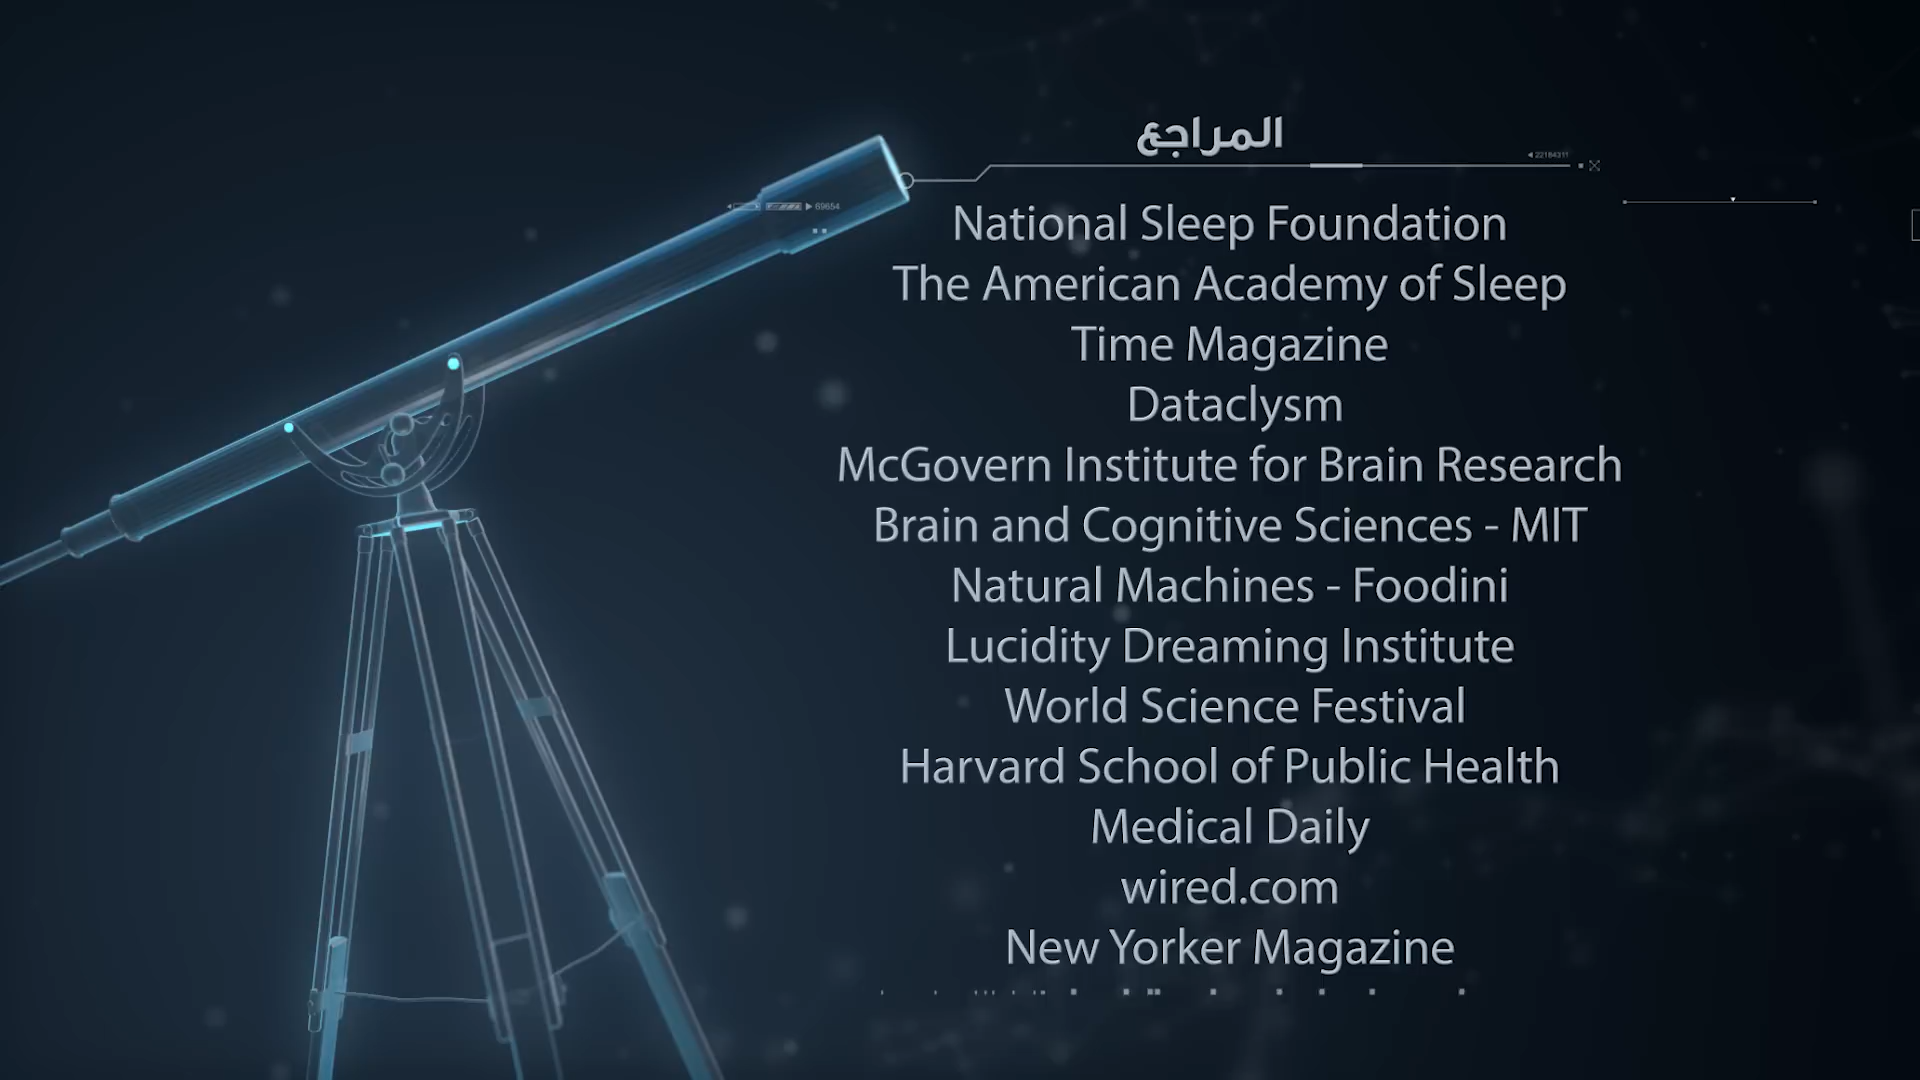 المراجع
22184311
69654
National Sleep Foundation
The American Academy of Sleep
Time Magazine
Dataclysm
McGovern Institute for Brain Research
Brain and Cognitive Sciences - MIT
Natural Machines - Foodini
Lucidity Dreaming Institute
World Science Festival
Harvard School of Public Health
Medical Daily
wired.com
New Yorker Magazine